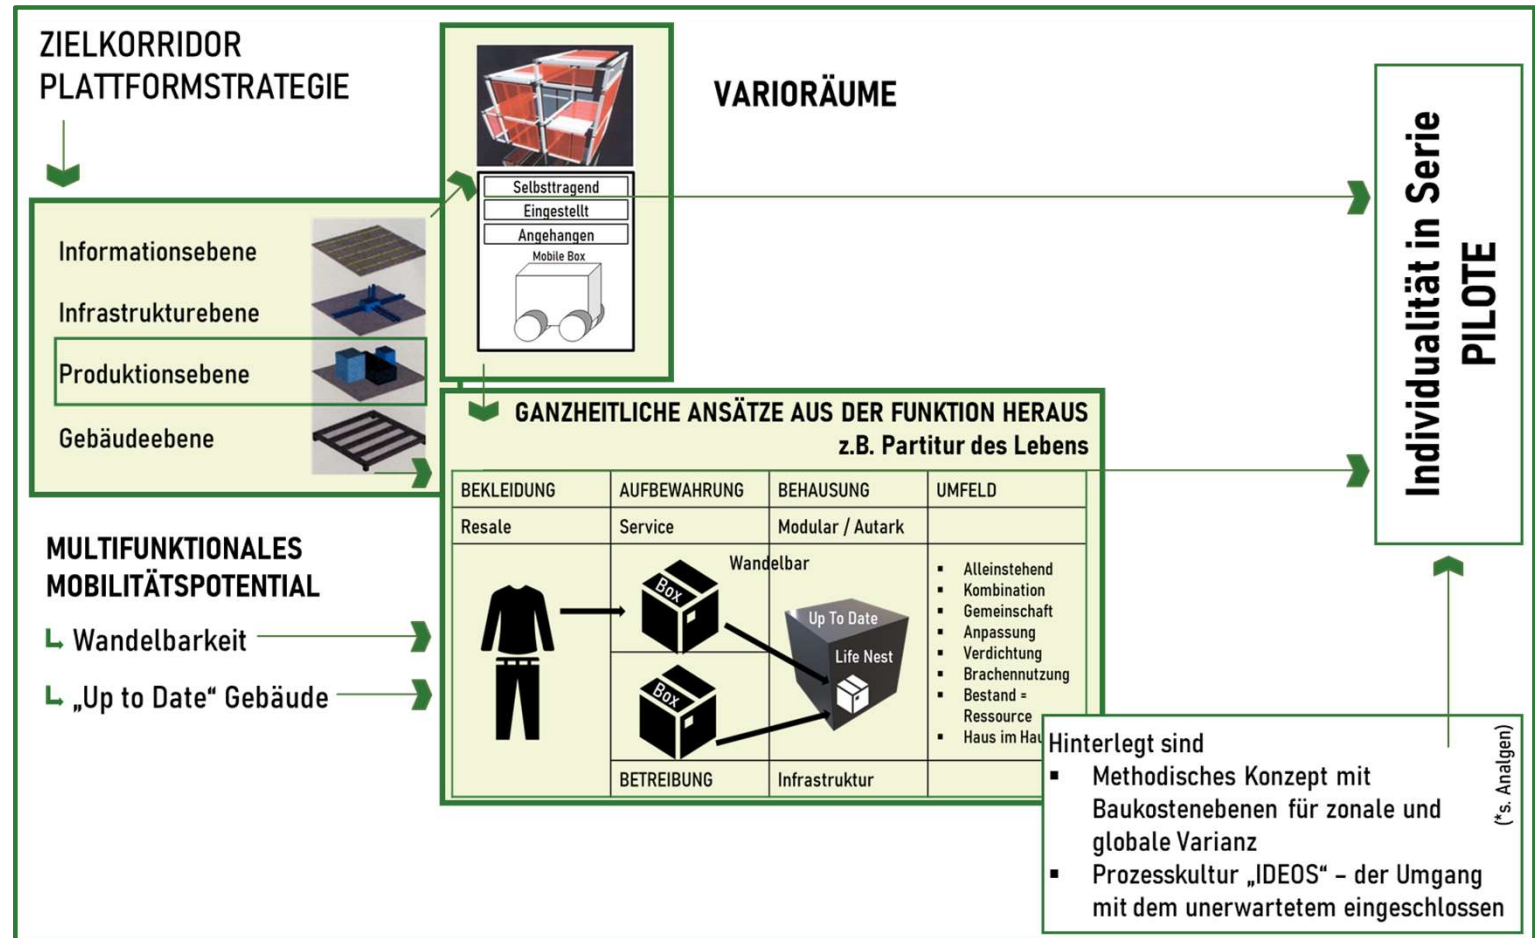 ZIELKORRIDOR
PLATTFORMSTRATEGIE
Informationsebene
Infrastrukturebene
Produktionsebene
Gebäudeebene
MULTIFUNKTIONALES
MOBILITÄTSPOTENTIAL
Wandelbarkeit
„Up to Date“ Gebäude
Selbsttragend
Eingestellt
Angehangen
Mobile Box
VARIORÄUME
GANZHEITLICHE ANSÄTZE AUS DER FUNKTION HERAUS
z.B. Partitur des Lebens
BEKLEIDUNG AUFBEWAHRUNG BEHAUSUNG UMFELD
Resale Service Modular / Autark
Wandelbar
Box
Box
Up To Date
Life Nest
▪ Alleinstehend
▪ Kombination
▪ Gemeinschaft
▪ Anpassung
▪ Verdichtung
▪ Brachennutzung
▪ Bestand =
Ressource
▪ Haus im Hau
BETREIBUNG Infrastruktur
Individualität in Serie
PILOTE
Hinterlegt sind
▪ Methodisches Konzept mit
Baukostenebenen für zonale und
globale Varianz
▪ Prozesskultur „IDEOS“ – der Umgang
mit dem unerwartetem eingeschlossen
(*s. Analgen)